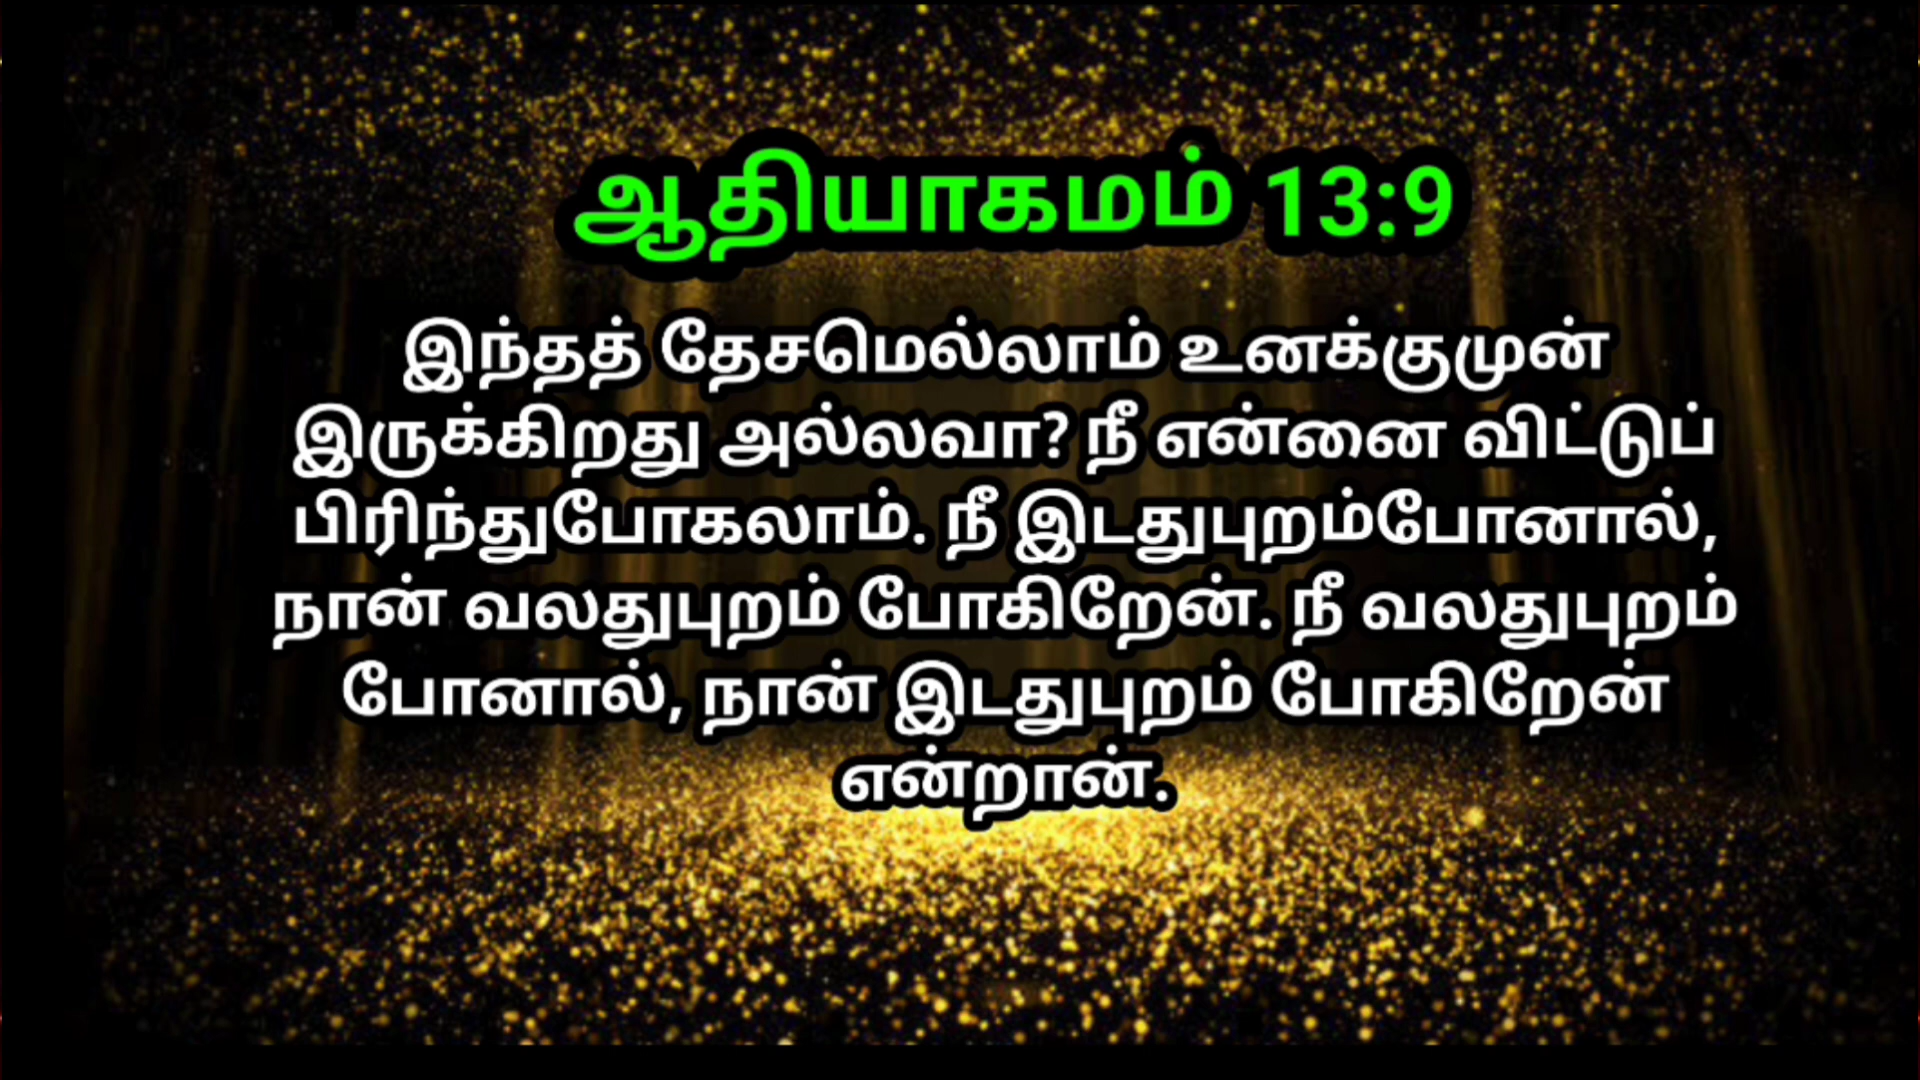 ஆதியாகமம் 13:9
இந்தத் தேசமெல்லாம் உனக்குமுன்
இருக்கிறது அல்லவா? நீ என்னை விட்டுப்
பிரிந்துபோகலாம். நீ இடதுபுறம்போனால்,
நான் வலதுபுறம் போகிறேன். நீ வலதுபுறம்
போனால், நான் இடதுபுறம் போகிறேன்
என்றான்.